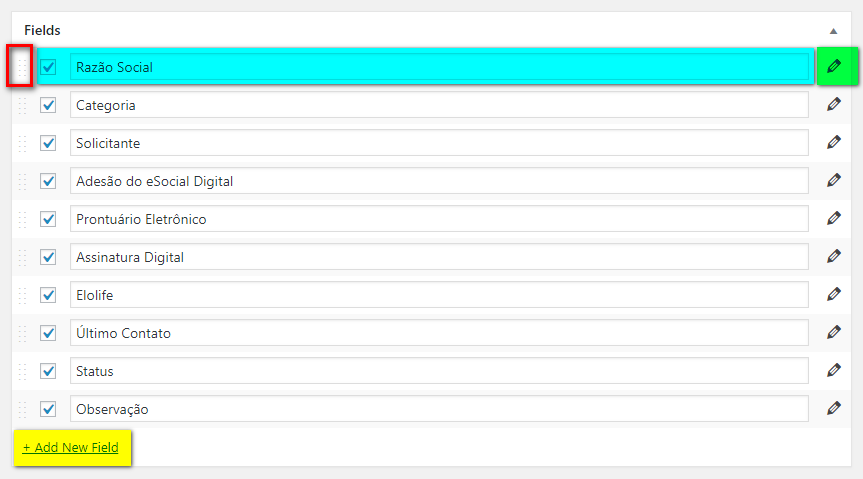 Fields
Razão Social
Categoria
Solicitante
Adesão do eSocial Digital
Prontuário Eletrônico
Assinatura Digital
Elolife
Último Contato
Status
Observação
+ Add New Field